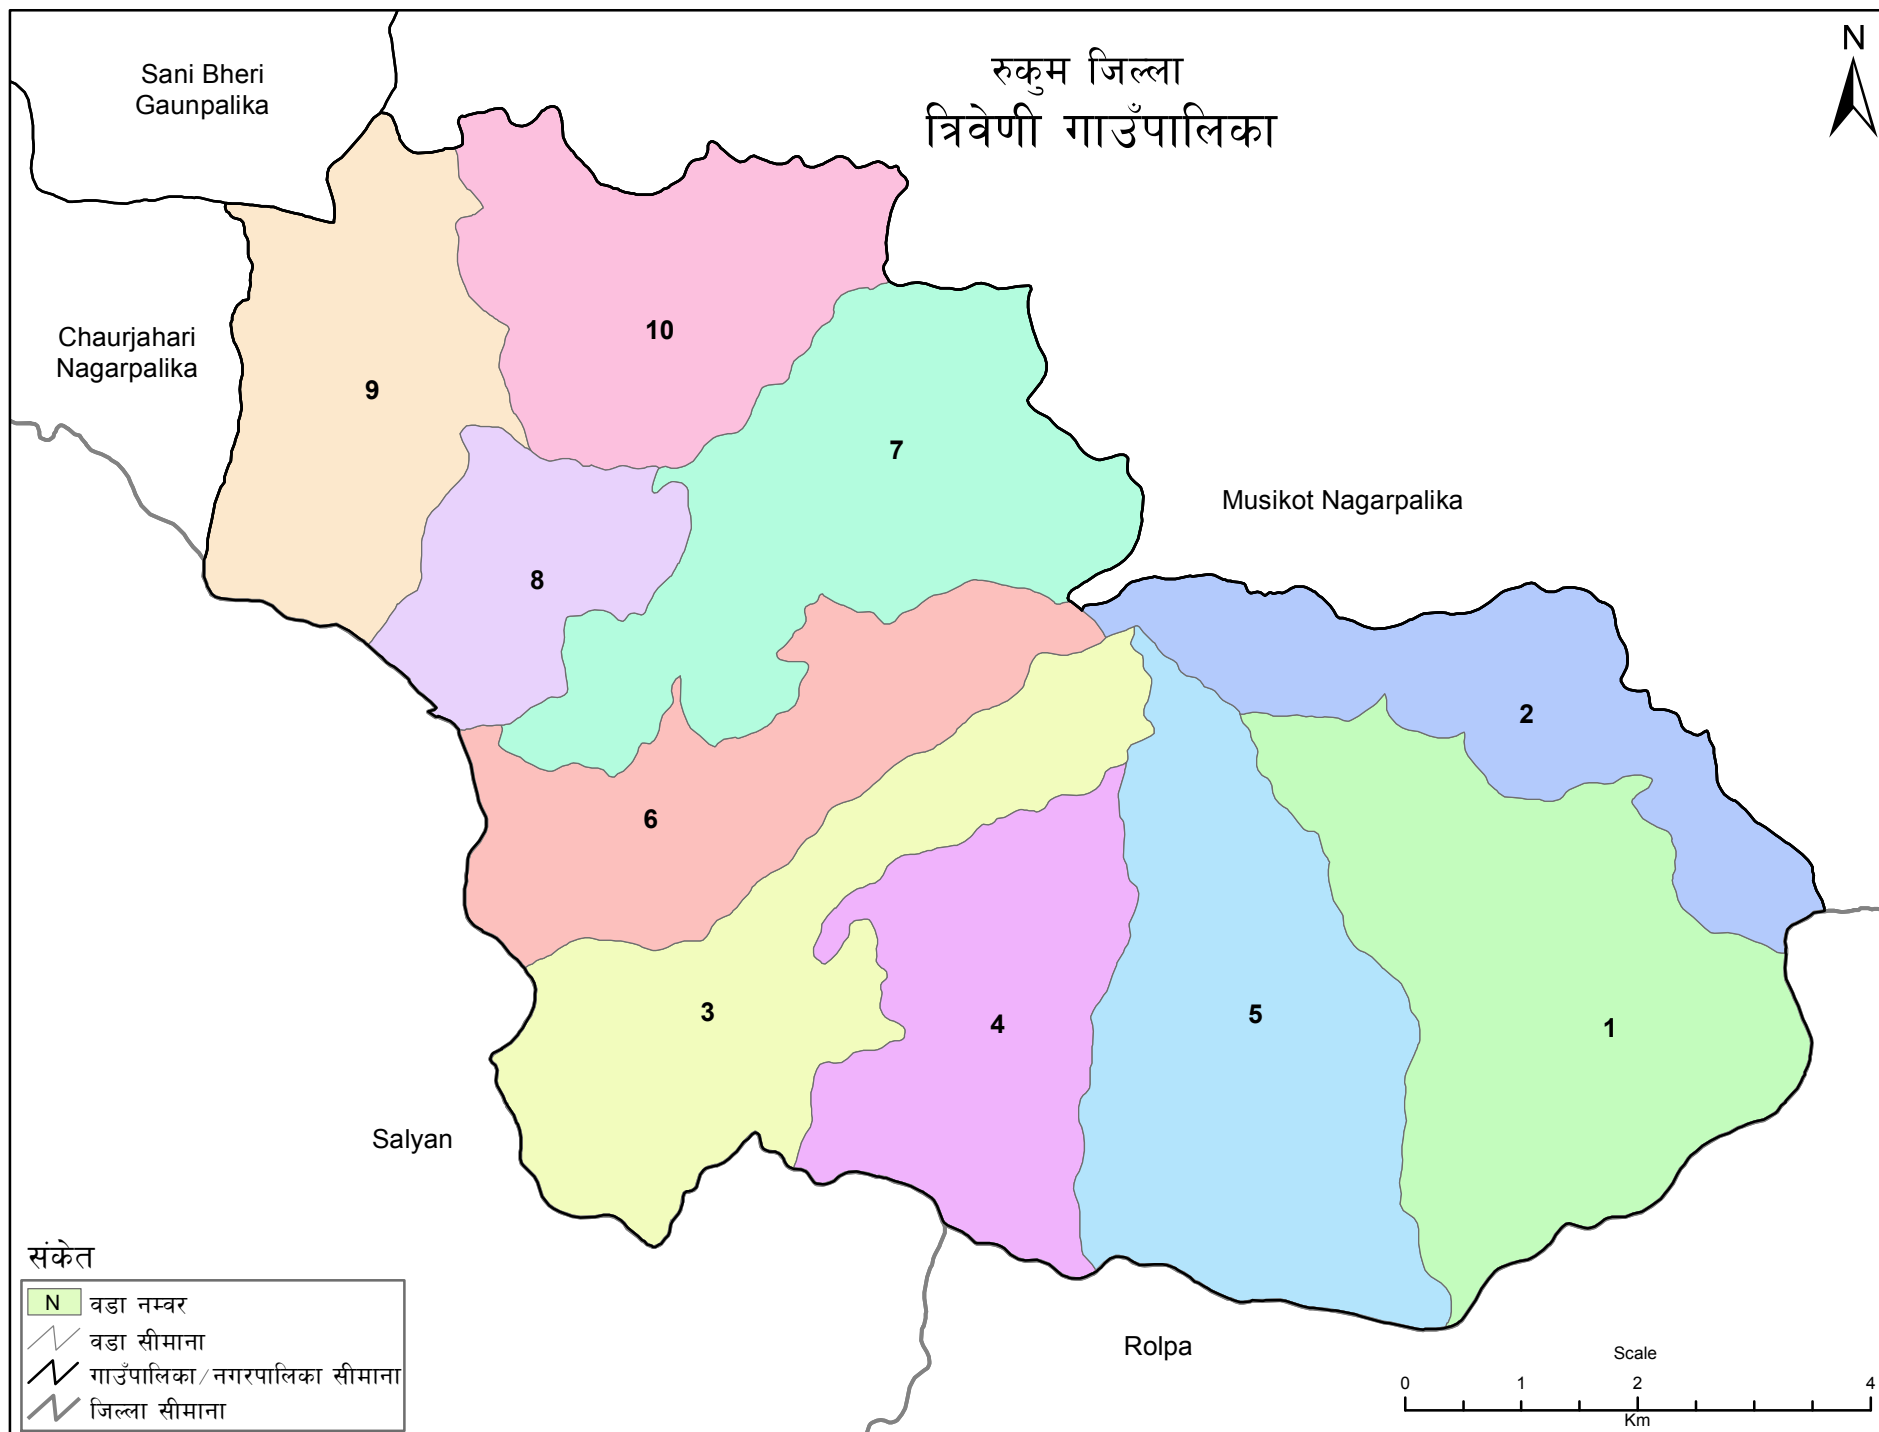 रुकुम जिल्ला
त्रिवेणी गाउँपालिका
N
Sani Bheri
Gaunpalika
Chaurjahari
Nagarpalika
Musikot Nagarpalika
10
9
7
8
2
6
3
4
5
1
Salyan
Rolpa
संकेत
N वडा नम्वर
वडा सीमाना
गाउँपालिका/नगरपालिका सीमाना
जिल्ला सीमाना
Scale
0 1 2 4
Km